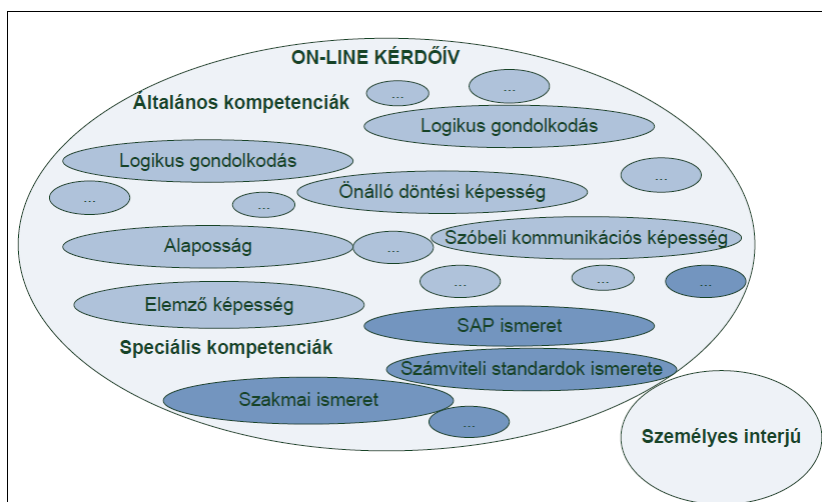 ON-LINE KÉRDŐÍV
Általános kompetenciák
...
...
Logikus gondolkodás
Logikus gondolkodás
...
...
Önálló döntési képesség
...
Alaposság
...
Szóbeli kommunikációs képesség
...
...
...
Elemző képesség
SAP ismeret
Speciális kompetenciák
Számviteli standardok ismerete
Szakmai ismeret
...
Személyes interjú